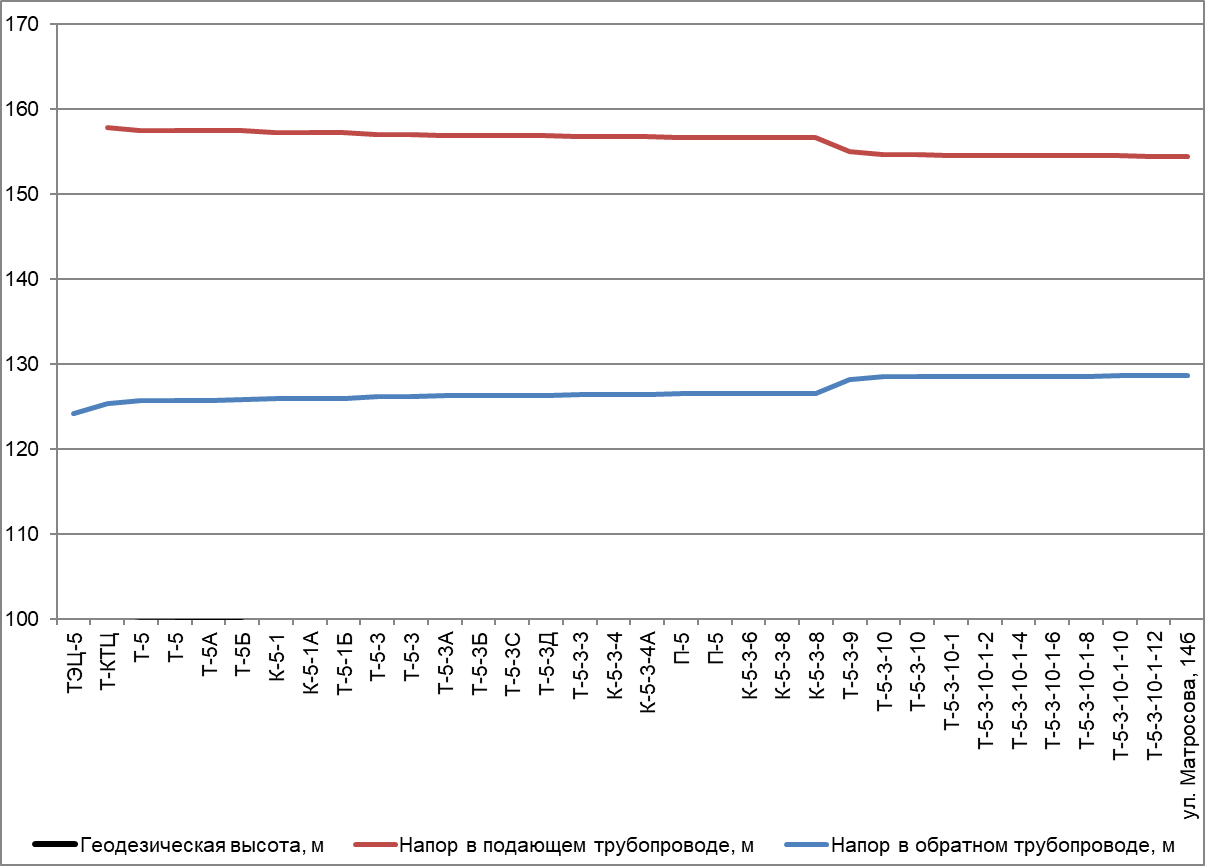 170
160
150
140
130
120
110
100
ТЭЦ-5
Т-КТЦ
Т-5
Т-5
Т-5А
Т-5Б
К-5-1
К-5-1А
Т-5-1Б
Т-5-3
Т-5-3
Т-5-3А
Т-5-3Б
Т-5-3С
Т-5-3Д
Т-5-3-3
К-5-3-4
К-5-3-4А
П-5
П-5
К-5-3-6
К-5-3-8
К-5-3-8
Т-5-3-9
Т-5-3-10
Т-5-3-10
Т-5-3-10-1
Т-5-3-10-1-2
Т-5-3-10-1-4
Т-5-3-10-1-6
Т-5-3-10-1-8
Т-5-3-10-1-10
Т-5-3-10-1-12
ул. Матросова, 14б
Геодезическая высота, м
Напор в подающем трубопроводе, м
Напор в обратном трубопроводе, м